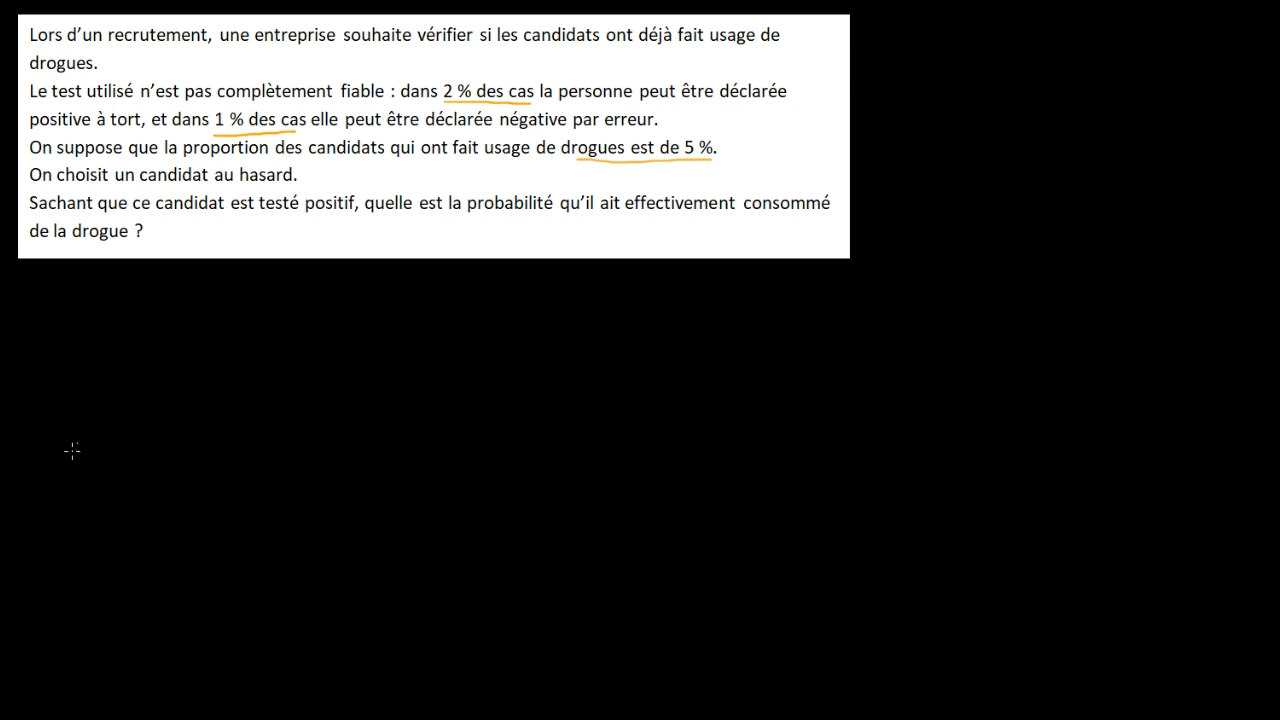 Lors d’un recrutement, une entreprise souhaite vérifier si les candidats ont déjà fait usage de
drogues.
Le test utilisé n’est pas complètement fiable : dans 2 % des cas la personne peut être déclarée
positive à tort, et dans 1 % des cas elle peut être déclarée négative par erreur.
On suppose que la proportion des candidats qui ont fait usage de drogues est de 5 %.
On choisit un candidat au hasard.
Sachant que ce candidat est testé positif, quelle est la probabilité qu’il ait effectivement consommé
de la drogue ?